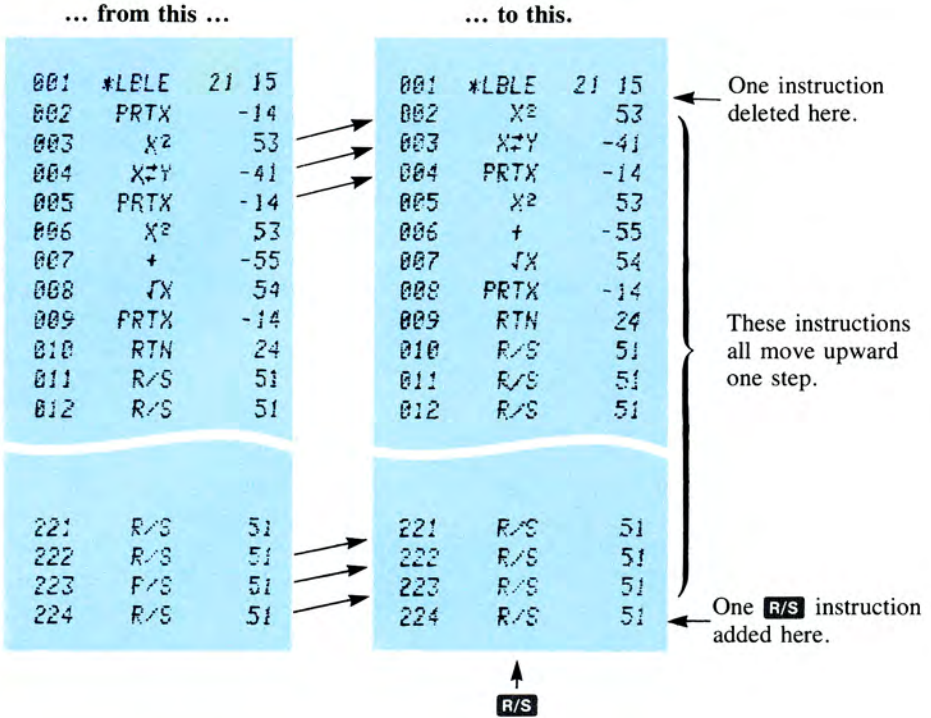 ... from this ...
001 *LBLE 21 15
002 PRTX -14
003 X² 53
004 X⇄Y -41
005 PRTX -14
006 X² 53
007 + -55
008 √X 54
009 PRTX -14
010 RTN 24
011 R/S 51
012 R/S 51
221 R/S 51
222 R/S 51
223 R/S 51
224 R/S 51
... to this.
001 *LBLE 21 15
002 X² 53
003 X⇄Y -41
004 PRTX -14
005 X² 53
006 + -55
007 √X 54
008 PRTX -14
009 RTN 24
010 R/S 51
011 R/S 51
012 R/S 51
221 R/S 51
222 R/S 51
223 R/S 51
224 R/S 51
R/S
One instruction
deleted here.
These instructions
all move upward
one step.
One R/S instruction
added here.